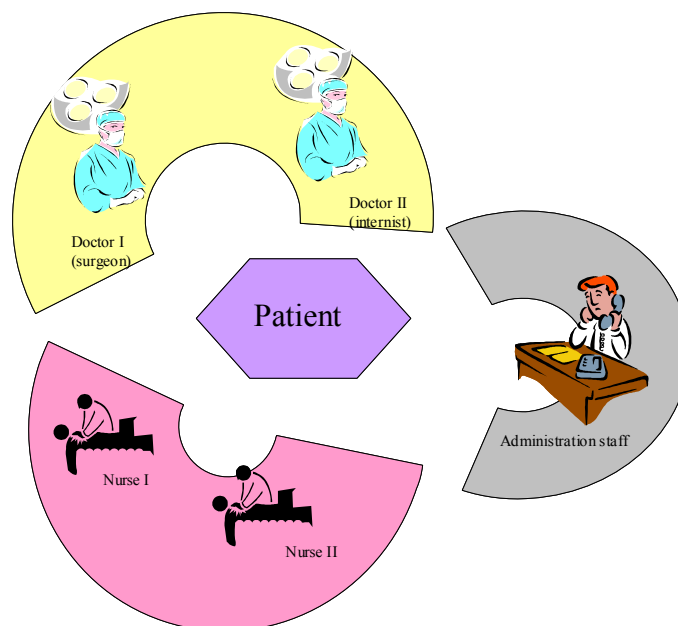 Doctor II
(internist)
Doctor I
(surgeon)
Patient
Administration staff
Nurse I
Nurse II